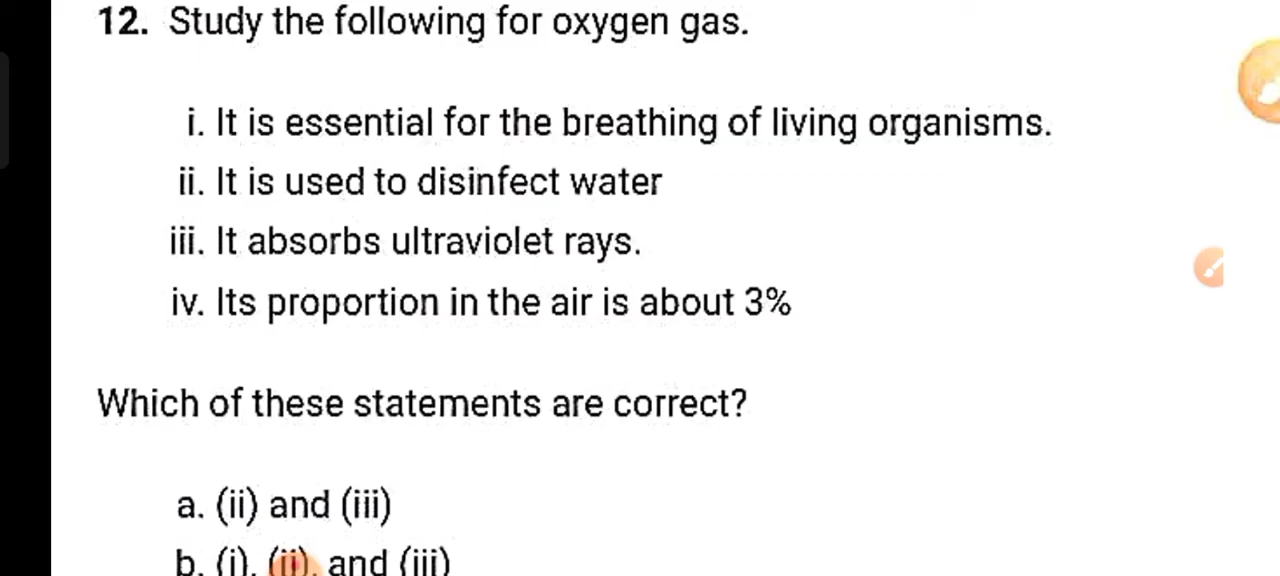 12. Study the following for oxygen gas.
i. It is essential for the breathing of living organisms.
ii. It is used to disinfect water
iii. It absorbs ultraviolet rays.
iv. Its proportion in the air is about 3%
Which of these statements are correct?
a. (ii) and (iii)
b. (i), (ii), and (iii)